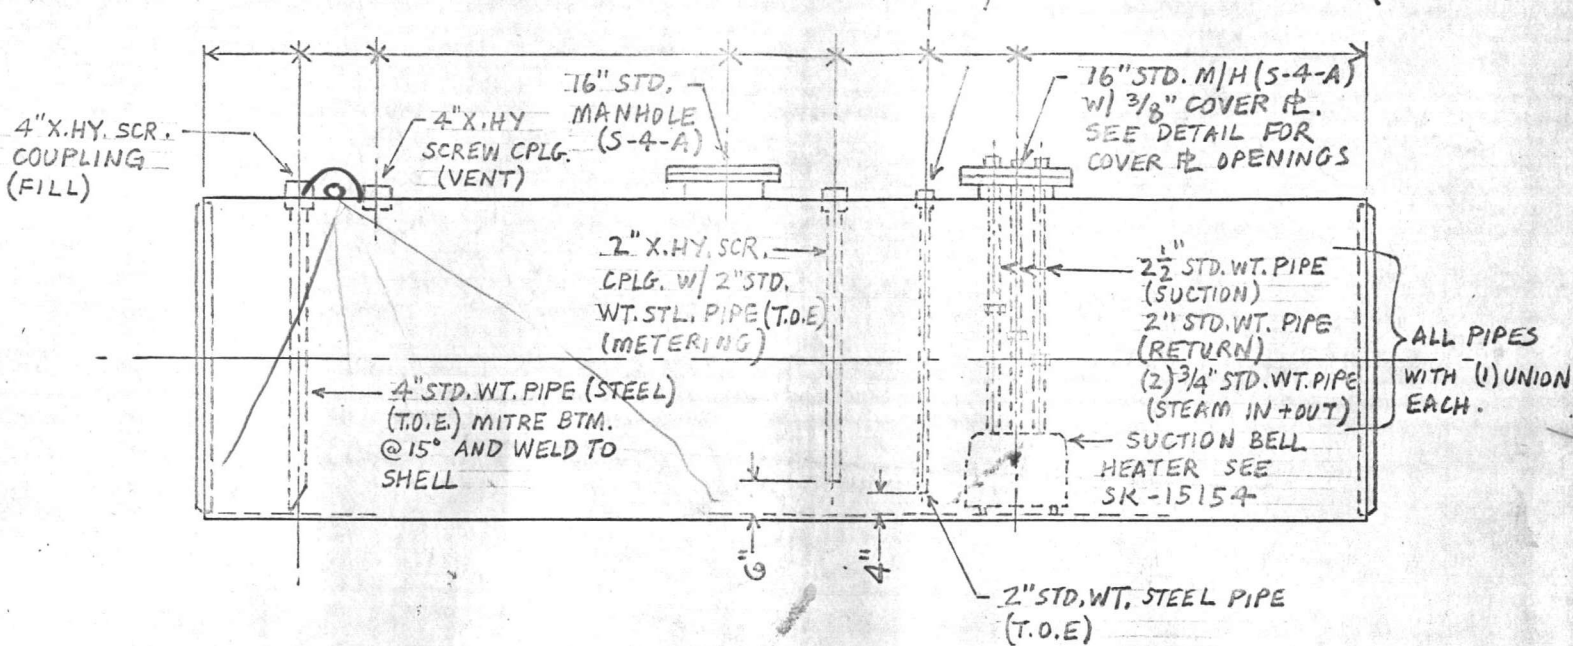 4" X.HY. SCR.
COUPLING
(FILL)
4" X.HY
SCREW CPLG.
(VENT)
16" STD.
MANHOLE
(S-4-A)
16" STD. M/H (S-4-A)
W/ 3/8" COVER PL.
SEE DETAIL FOR
COVER PL OPENINGS
2" X.HY. SCR.
CPLG. W/ 2" STD.
WT. STL. PIPE (T.O.E)
(METERING)
2 1/2" STD. WT. PIPE
(SUCTION)
2" STD. WT. PIPE
(RETURN)
(2) 3/4" STD. WT. PIPE
(STEAM IN + OUT)
ALL PIPES
WITH (1) UNION
EACH.
4" STD. WT. PIPE (STEEL)
(T.O.E.) MITRE BTM.
@ 15° AND WELD TO
SHELL
SUCTION BELL
HEATER SEE
SK-15154
6"
4"
2" STD. WT. STEEL PIPE
(T.O.E)